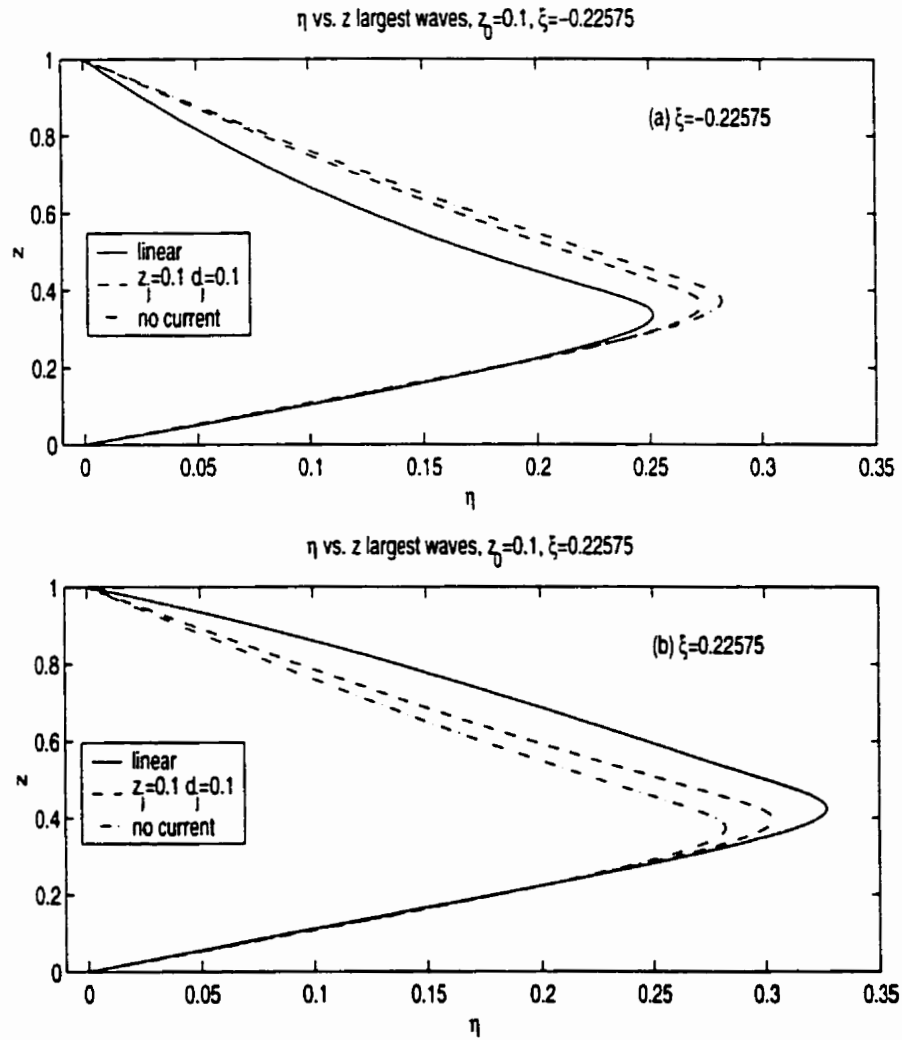 η vs. z largest waves, z0=0.1, ξ=-0.22575
(a) ξ=-0.22575
1
0.8
0.6
0.4
0.2
0
z
linear
zj=0.1 dj=0.1
no current
0 0.05 0.1 0.15 0.2 0.25 0.3 0.35
η
η vs. z largest waves, z0=0.1, ξ=0.22575
(b) ξ=0.22575
1
0.8
0.6
0.4
0.2
0
z
linear
zj=0.1 dj=0.1
no current
0 0.05 0.1 0.15 0.2 0.25 0.3 0.35
η